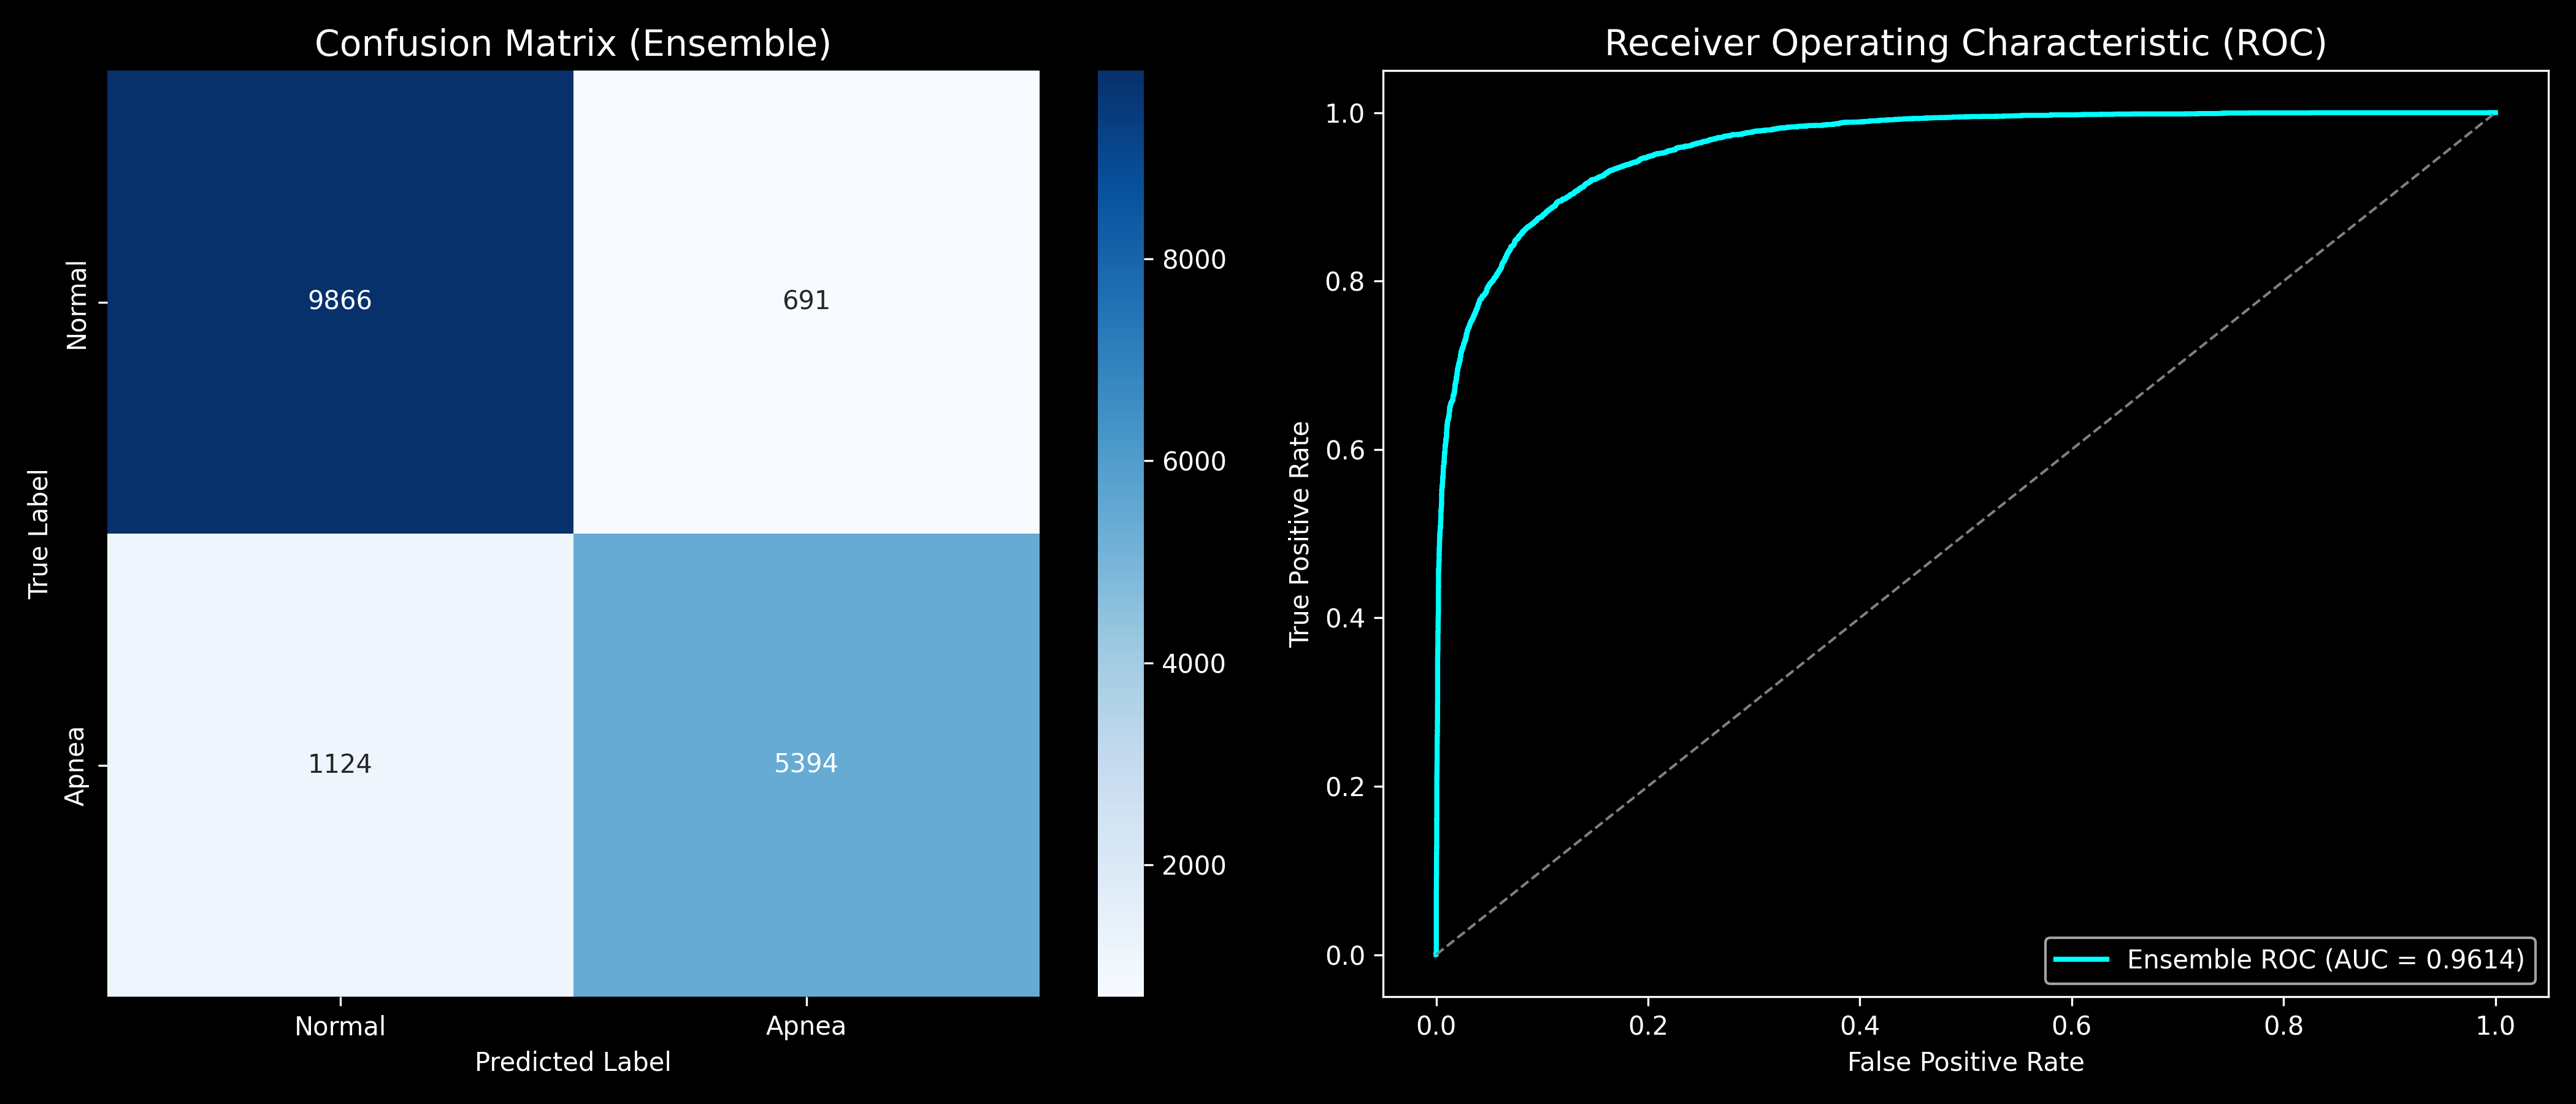 Confusion Matrix (Ensemble)
True Label
Normal
Apnea
9866
691
1124
5394
Normal
Apnea
Predicted Label
8000
6000
4000
2000
Receiver Operating Characteristic (ROC)
True Positive Rate
1.0
0.8
0.6
0.4
0.2
0.0
Ensemble ROC (AUC = 0.9614)
0.0
0.2
0.4
0.6
0.8
1.0
False Positive Rate